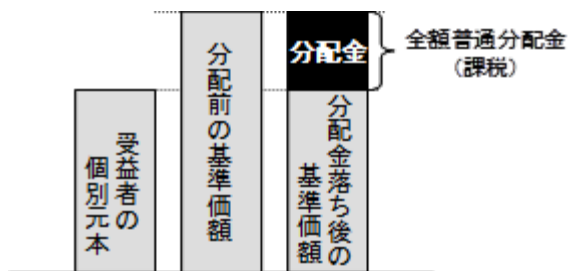 受益者の
個別元本
分配前の基準価額
分配金
分配金落ち後の
基準価額
全額普通分配金
(課税)